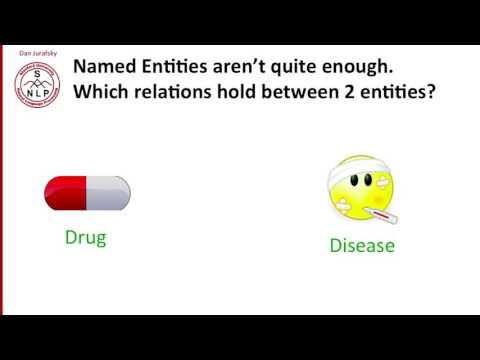 Dan Jurafsky
Named Entities aren't quite enough.
Which relations hold between 2 entities?
S
NLP
Drug
Disease